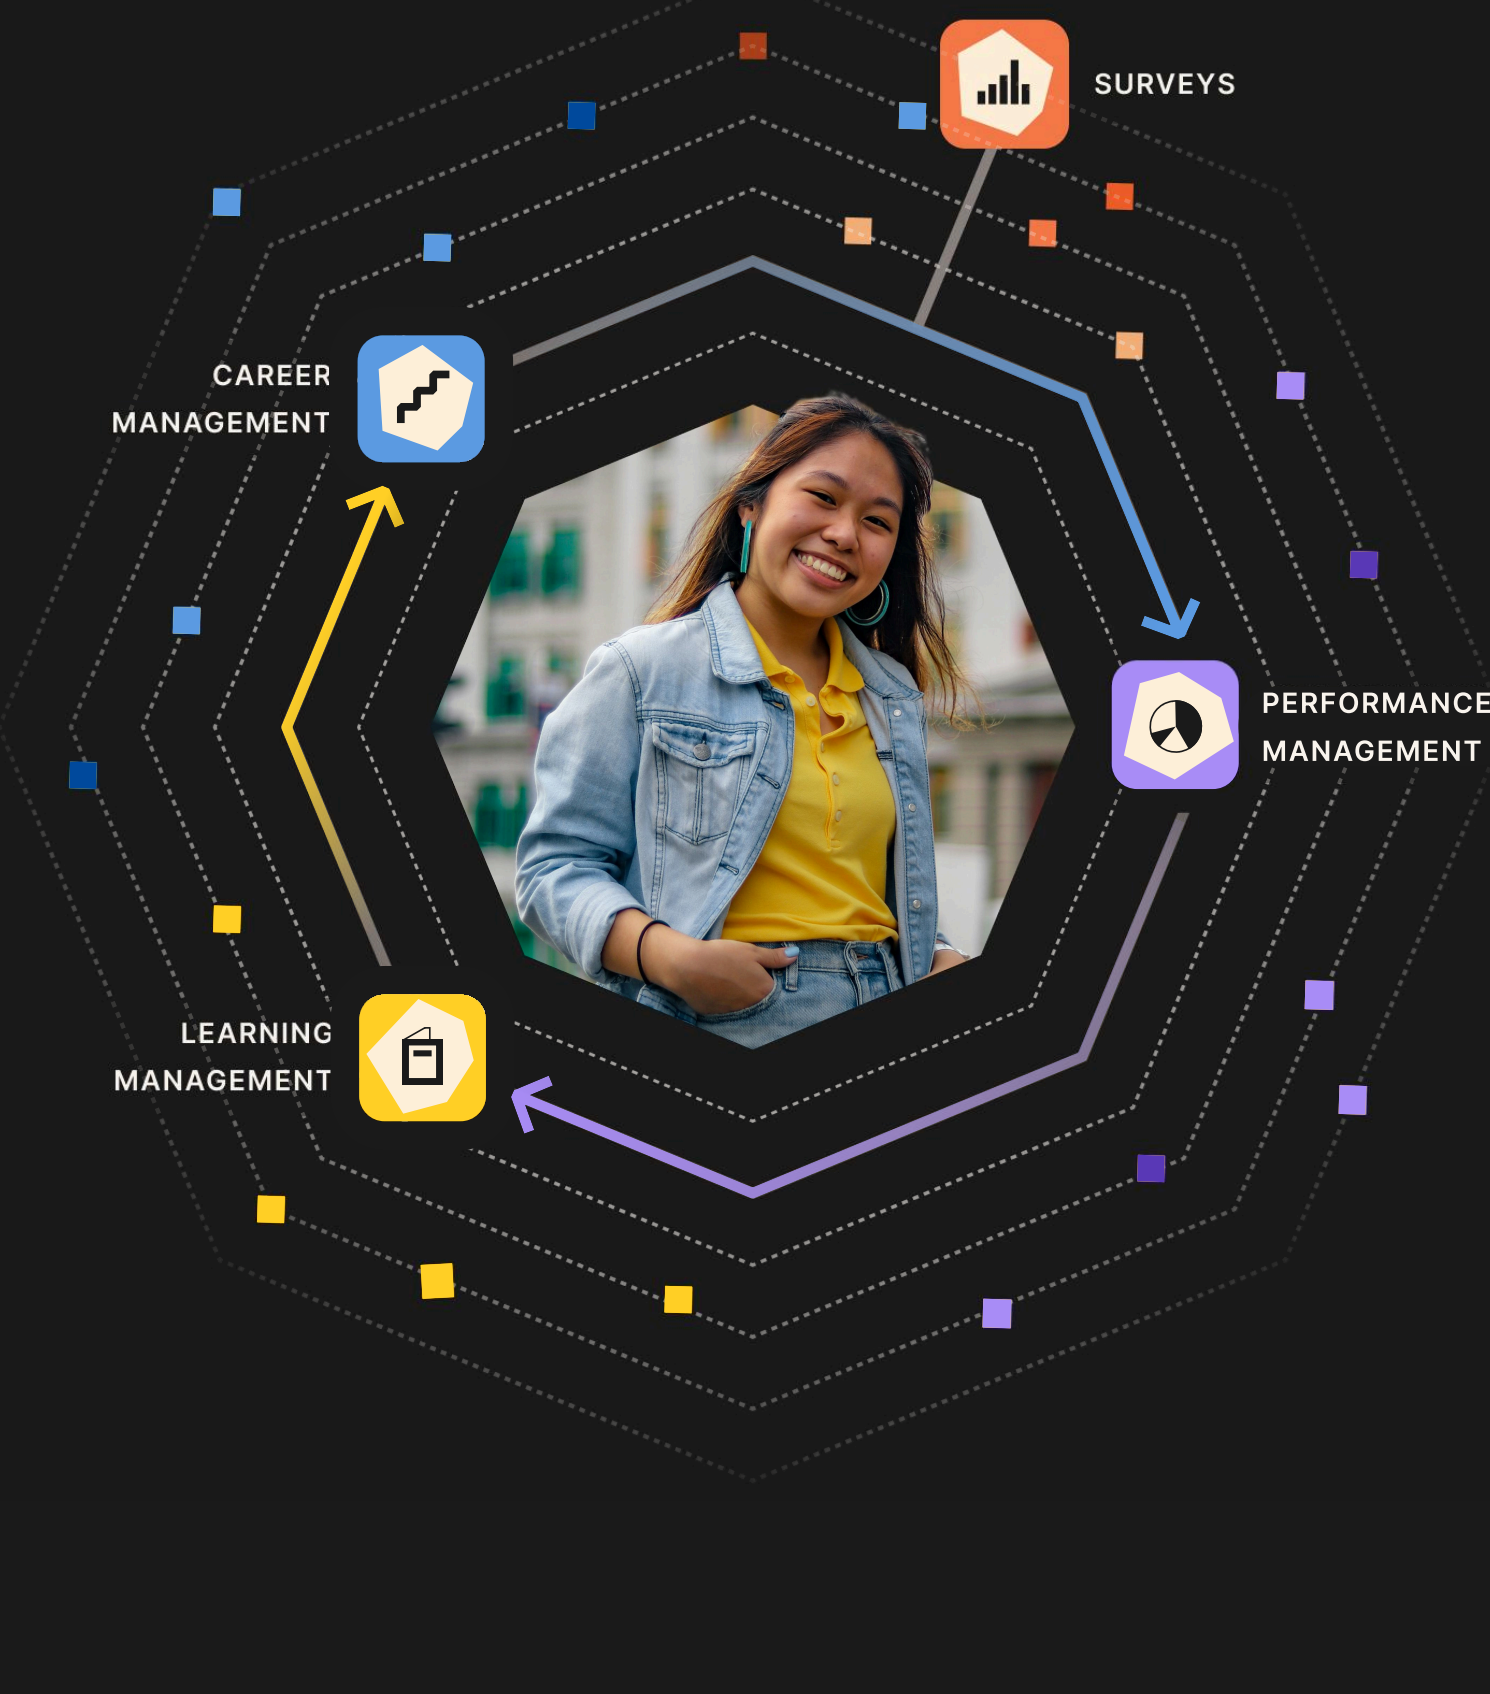 SURVEYS
CAREER
MANAGEMENT
PERFORMANCE
MANAGEMENT
LEARNING
MANAGEMENT